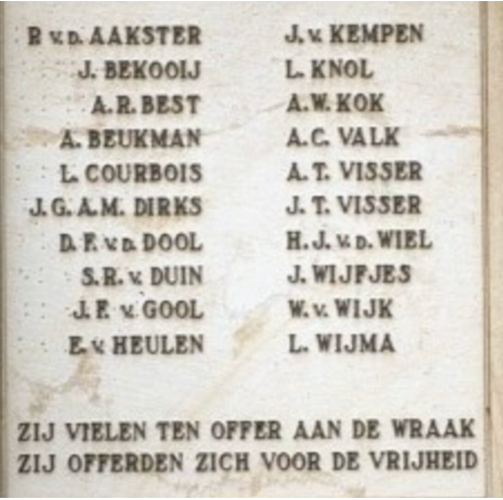 P. v.d. AAKSTER
J. BEKOOIJ
A.R. BEST
A. BEUKMAN
L. COURBOIS
J.G.A.M. DIRKS
D.F. v.d. DOOL
S.R. v. DUIN
J.F. v. GOOL
E. v. HEULEN
J. v. KEMPEN
L. KNOL
A.W. KOK
A.C. VALK
A.T. VISSER
J.T. VISSER
H.J. v.d. WIEL
J. WIJFJES
W. v. WIJK
L. WIJMA
ZIJ VIELEN TEN OFFER AAN DE WRAAK
ZIJ OFFERDEN ZICH VOOR DE VRIJHEID